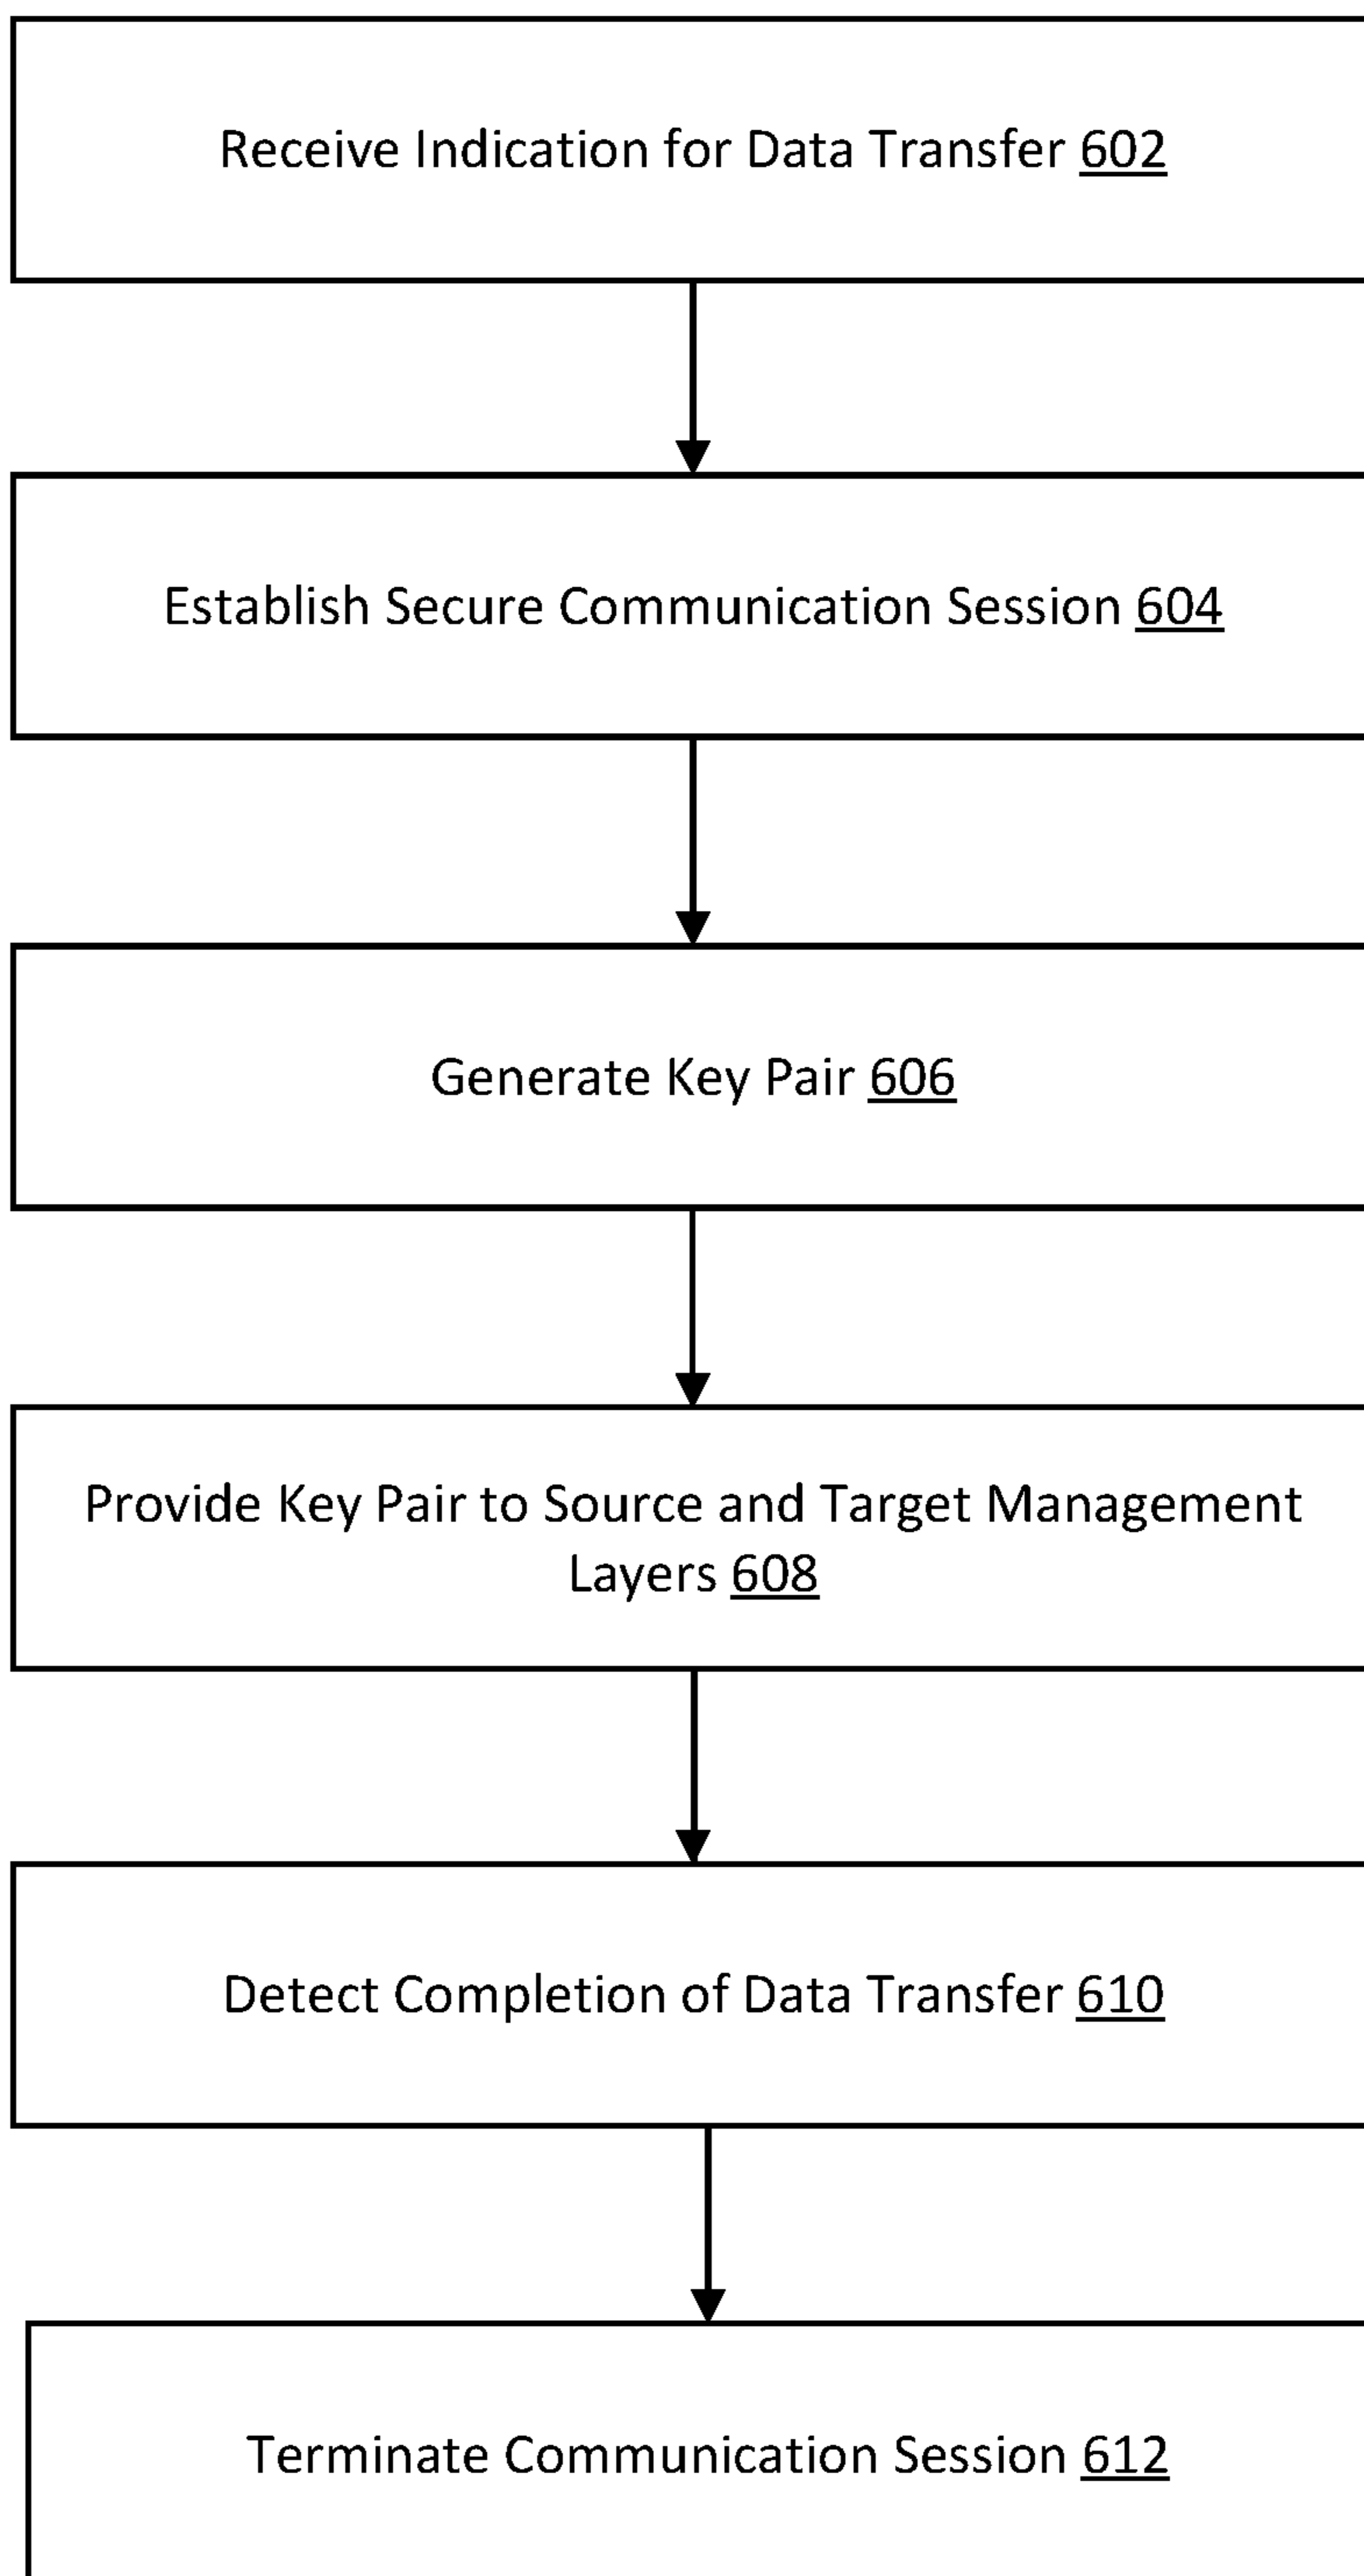 Receive Indication for Data Transfer 602
Establish Secure Communication Session 604
Generate Key Pair 606
Provide Key Pair to Source and Target Management
Layers 608
Detect Completion of Data Transfer 610
Terminate Communication Session 612